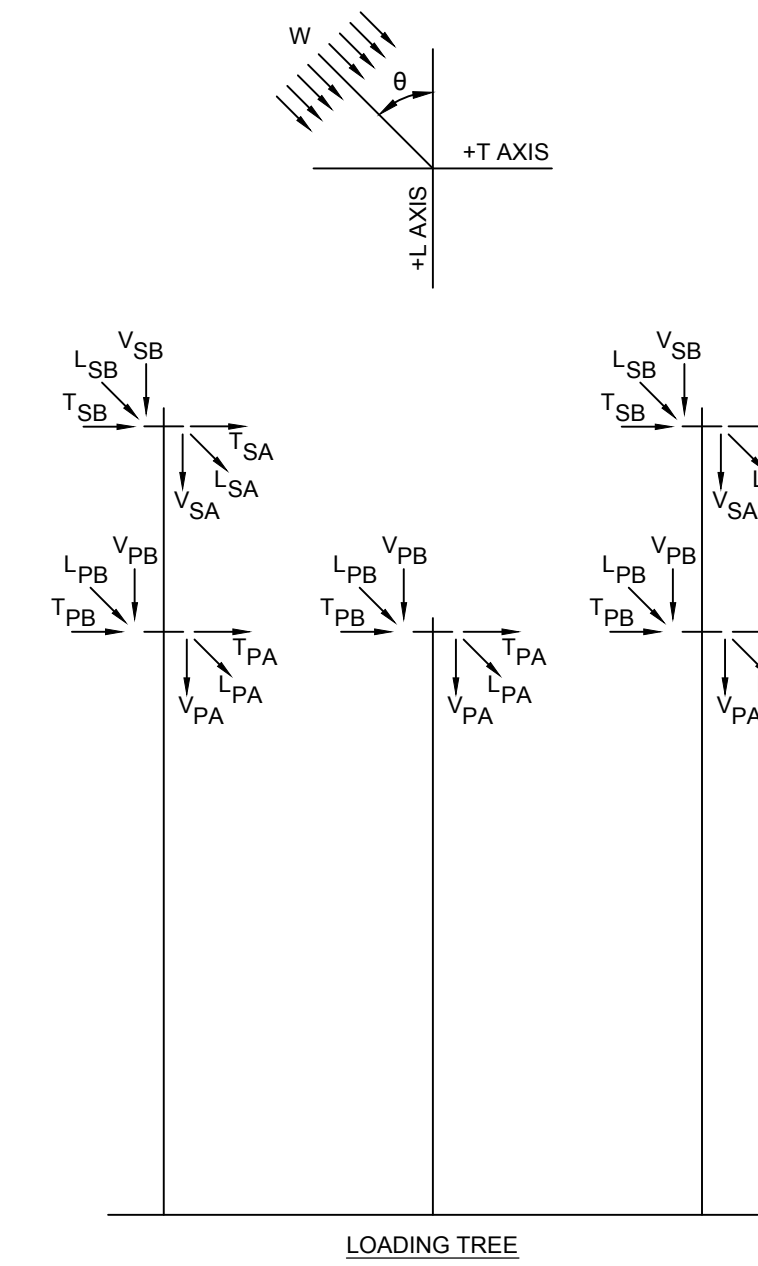 W
θ
+T AXIS
+L AXIS
VSB
LSB
TSB
TSA
LSA
VSA
VSB
LSB
TSB
VSA
VPB
LPB
TPB
TPA
LPA
VPA
VPB
LPB
TPB
TPA
LPA
VPA
VPB
LPB
TPB
VPA
LOADING TREE